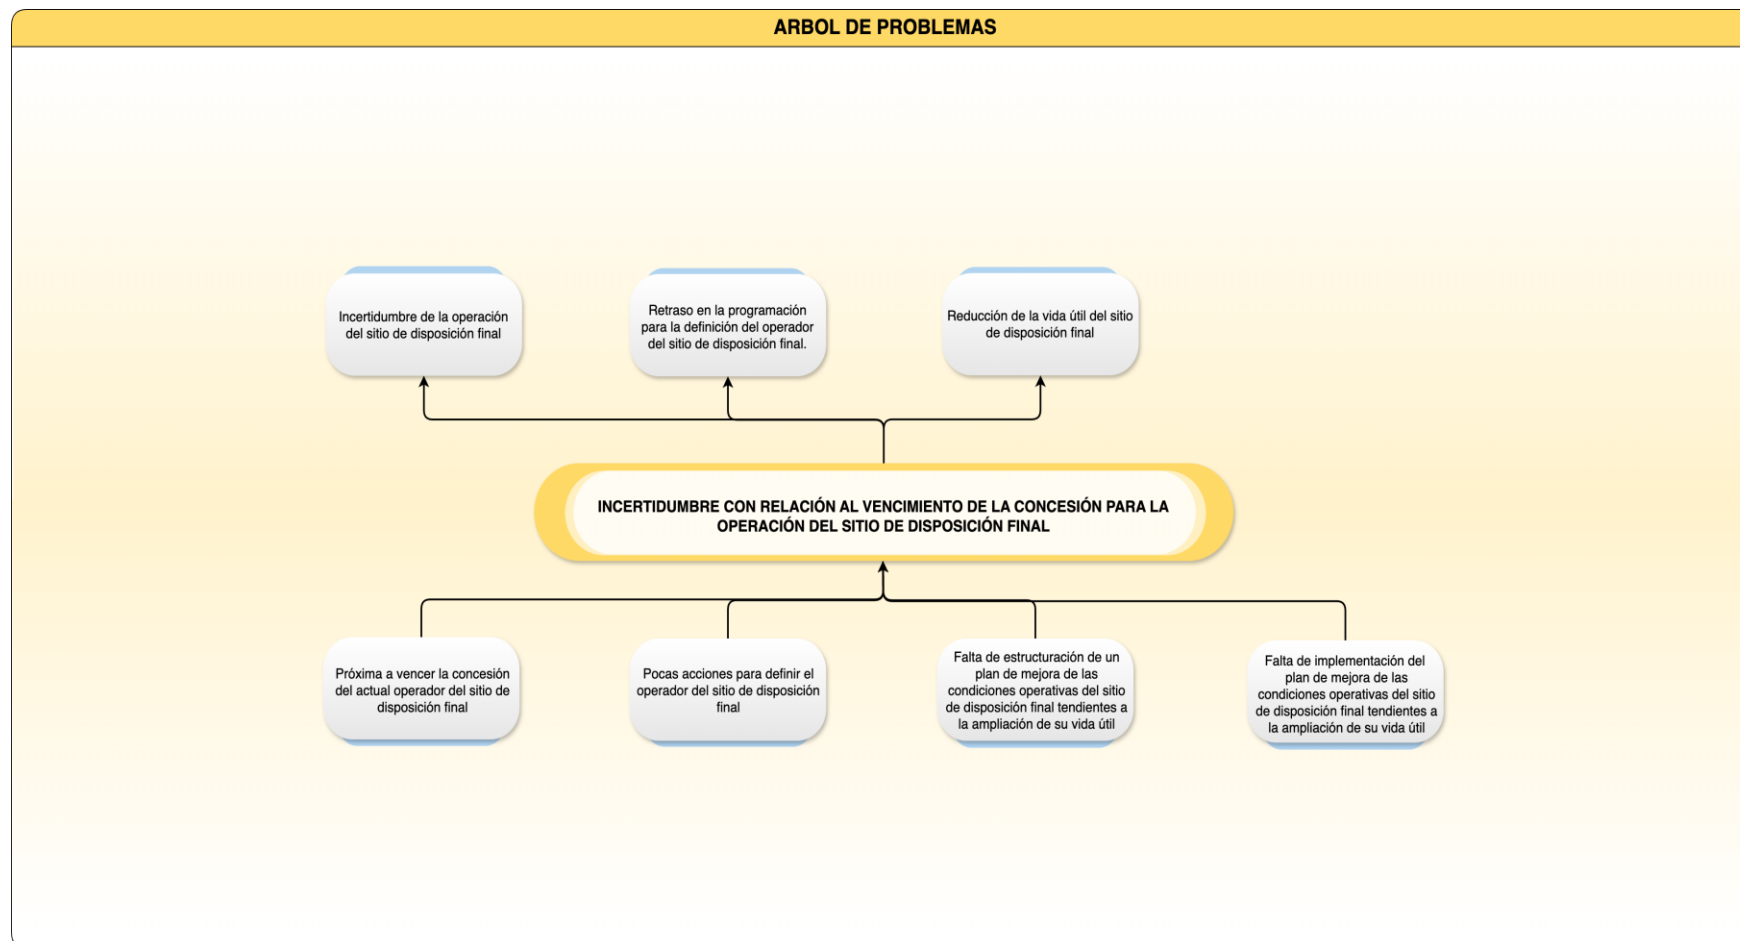 ARBOL DE PROBLEMAS
Incertidumbre de la operación
del sitio de disposición final
Retraso en la programación
para la definición del operador
del sitio de disposición final.
Reducción de la vida útil del sitio
de disposición final
INCERTIDUMBRE CON RELACIÓN AL VENCIMIENTO DE LA CONCESIÓN PARA LA
OPERACIÓN DEL SITIO DE DISPOSICIÓN FINAL
Próxima a vencer la concesión
del actual operador del sitio de
disposición final
Pocas acciones para definir el
operador del sitio de disposición
final
Falta de estructuración de un
plan de mejora de las
condiciones operativas del sitio
de disposición final tendientes a
la ampliación de su vida útil
Falta de implementación del
plan de mejora de las
condiciones operativas del sitio
de disposición final tendientes a
la ampliación de su vida útil